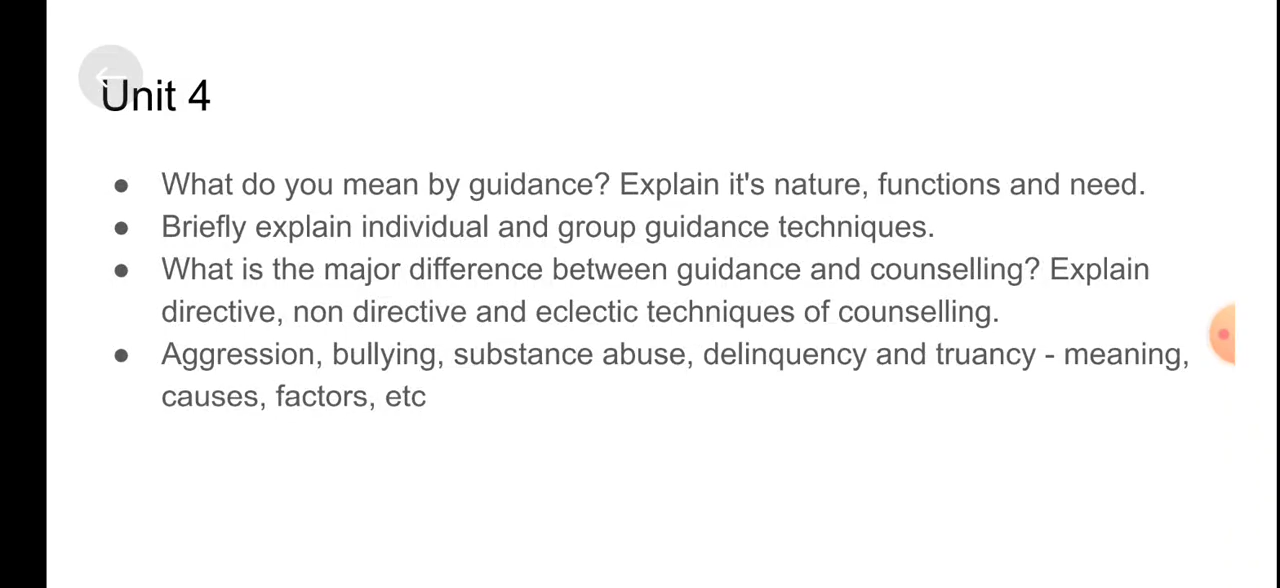 Unit 4
● What do you mean by guidance? Explain it's nature, functions and need.
● Briefly explain individual and group guidance techniques.
● What is the major difference between guidance and counselling? Explain
directive, non directive and eclectic techniques of counselling.
● Aggression, bullying, substance abuse, delinquency and truancy - meaning,
causes, factors, etc